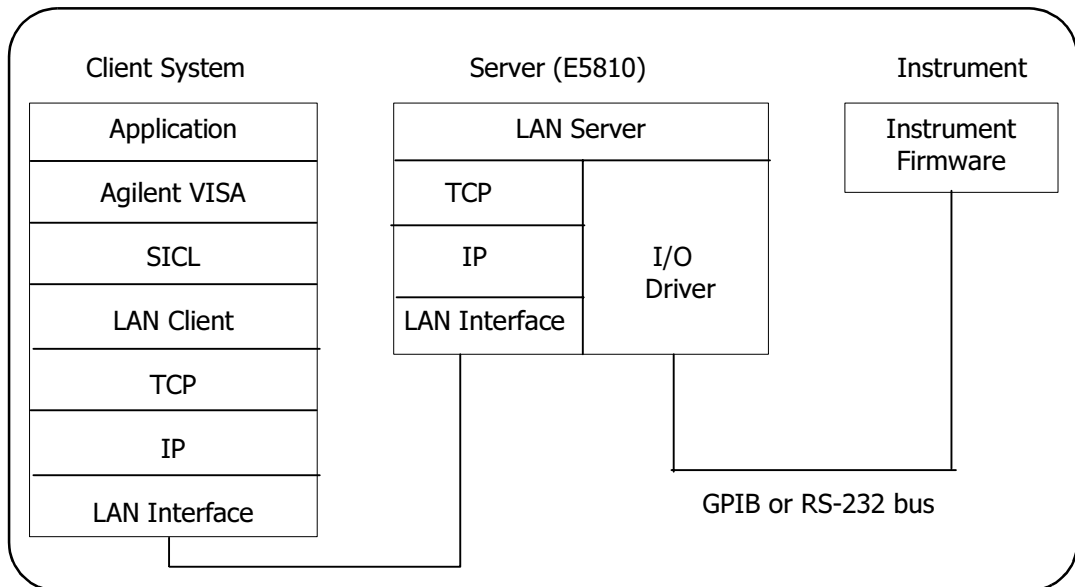 Client System
Application
Agilent VISA
SICL
LAN Client
TCP
IP
LAN Interface
Server (E5810)
LAN Server
TCP
IP
LAN Interface
I/O
Driver
Instrument
Instrument
Firmware
GPIB or RS-232 bus